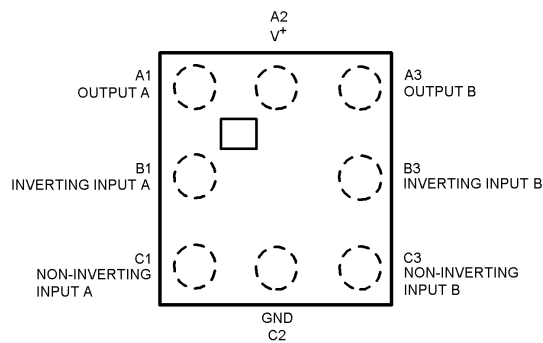 A2
V+
A1
OUTPUT A
A3
OUTPUT B
B1
INVERTING INPUT A
B3
INVERTING INPUT B
C1
NON-INVERTING
INPUT A
C3
NON-INVERTING
INPUT B
GND
C2